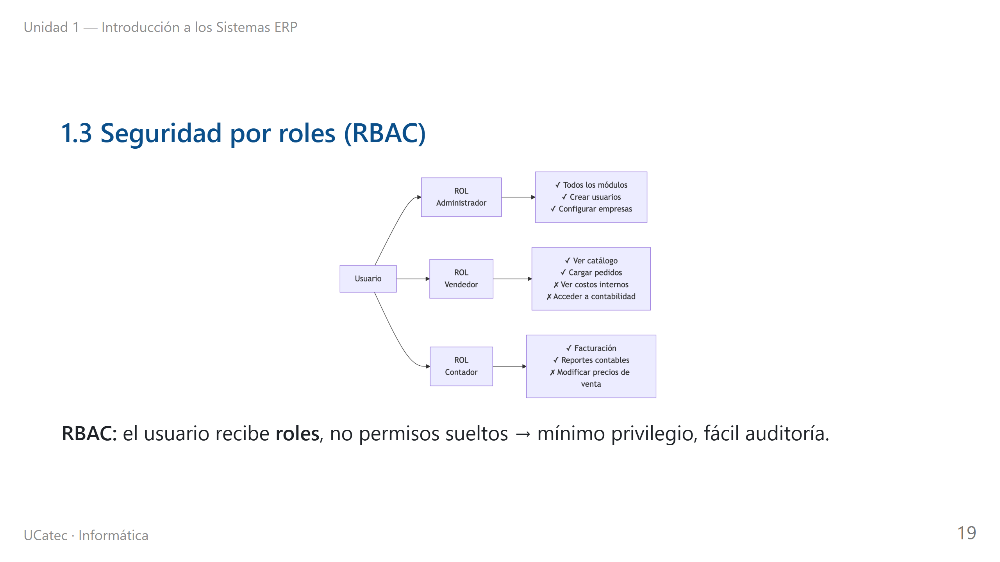 Unidad 1 — Introducción a los Sistemas ERP
1.3 Seguridad por roles (RBAC)
Usuario
ROL
Administrador
✓ Todos los módulos
✓ Crear usuarios
✓ Configurar empresas
ROL
Vendedor
✓ Ver catálogo
✓ Cargar pedidos
✗ Ver costos internos
✗ Acceder a contabilidad
ROL
Contador
✓ Facturación
✓ Reportes contables
✗ Modificar precios de
venta
RBAC: el usuario recibe roles, no permisos sueltos → mínimo privilegio, fácil auditoría.
UCatec · Informática
19